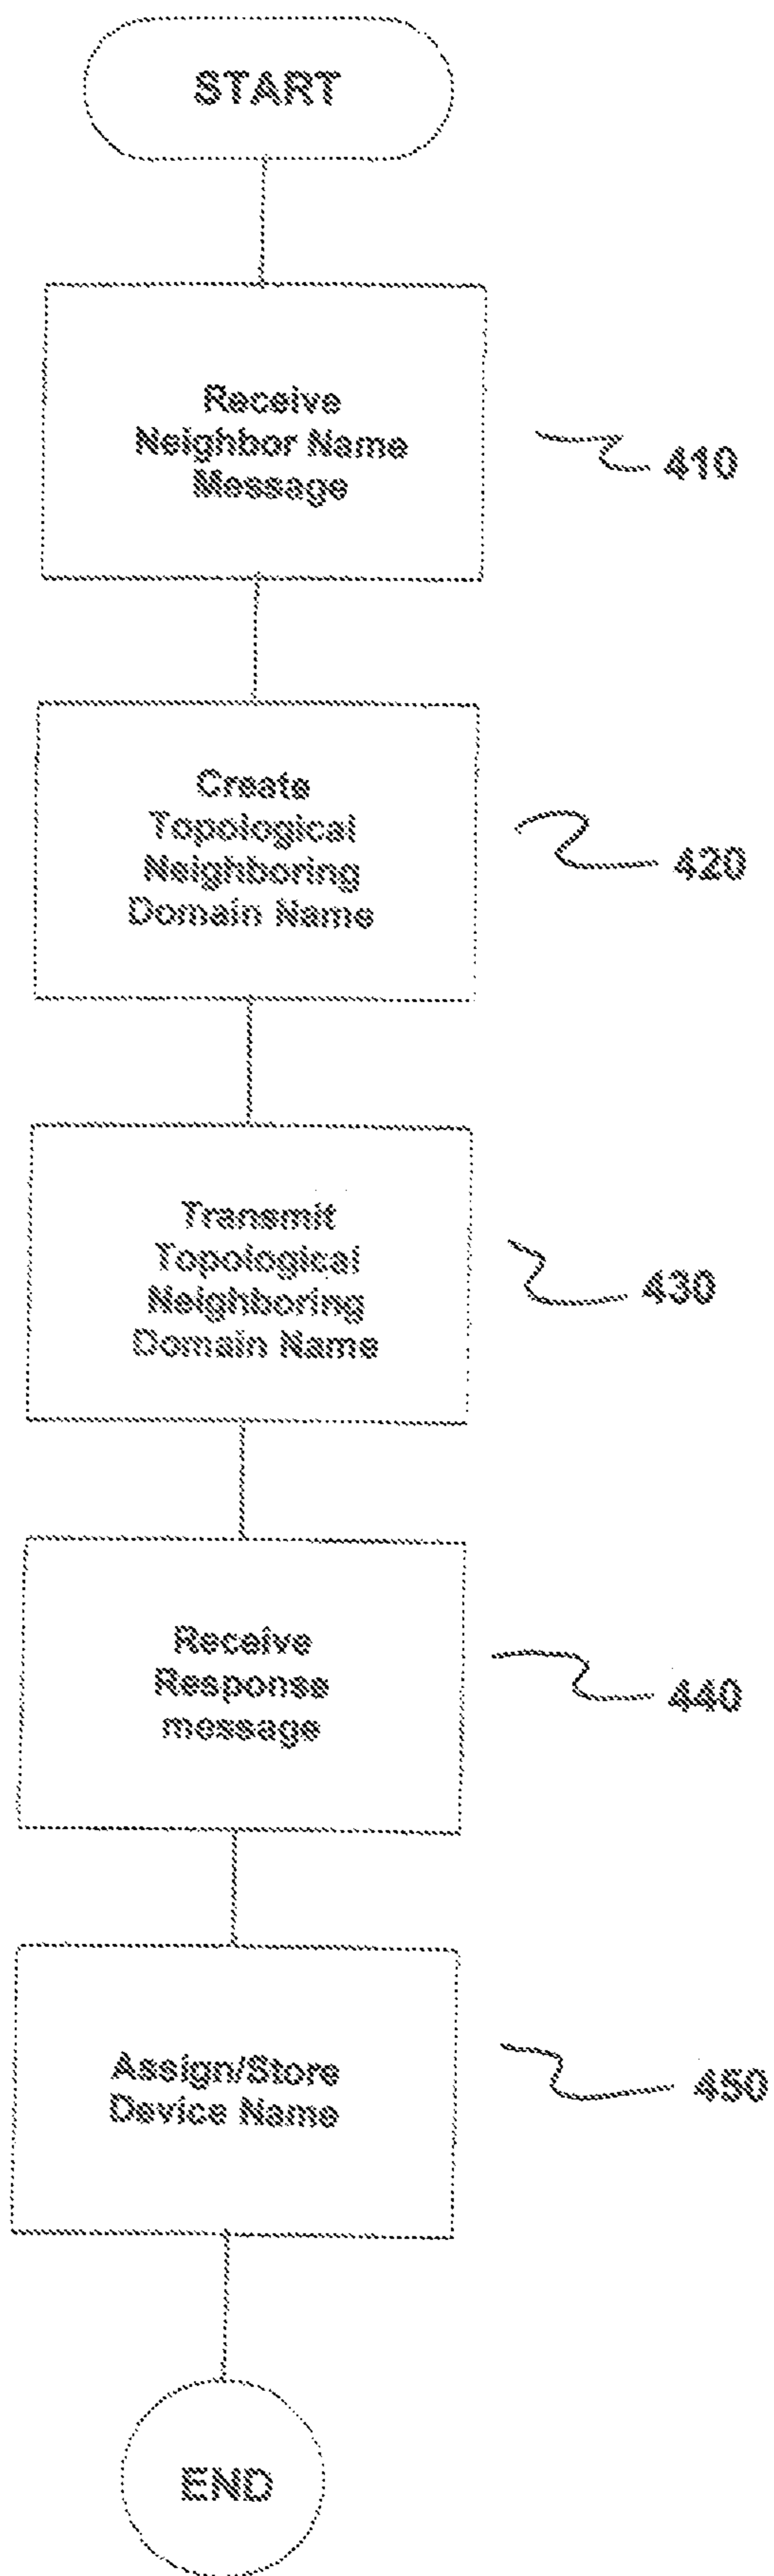 START
Receive
Neighbor Name
Message
410
Create
Topological
Neighboring
Domain Name
420
Transmit
Topological
Neighboring
Domain Name
430
Receive
Response
message
440
Assign/Store
Device Name
450
END